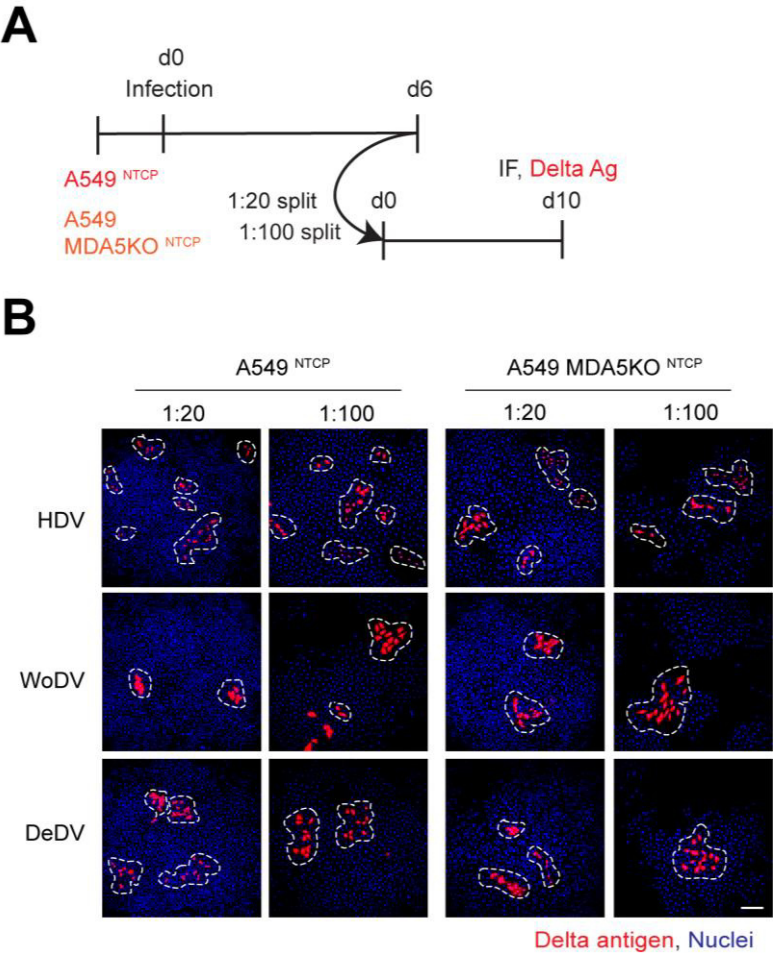 A
d0
Infection
d6
A549 NTCP
A549
MDA5KO NTCP
1:20 split
1:100 split
d0
IF, Delta Ag
d10
B
A549 NTCP
A549 MDA5KO NTCP
1:20
1:100
1:20
1:100
HDV
WoDV
DeDV
Delta antigen, Nuclei